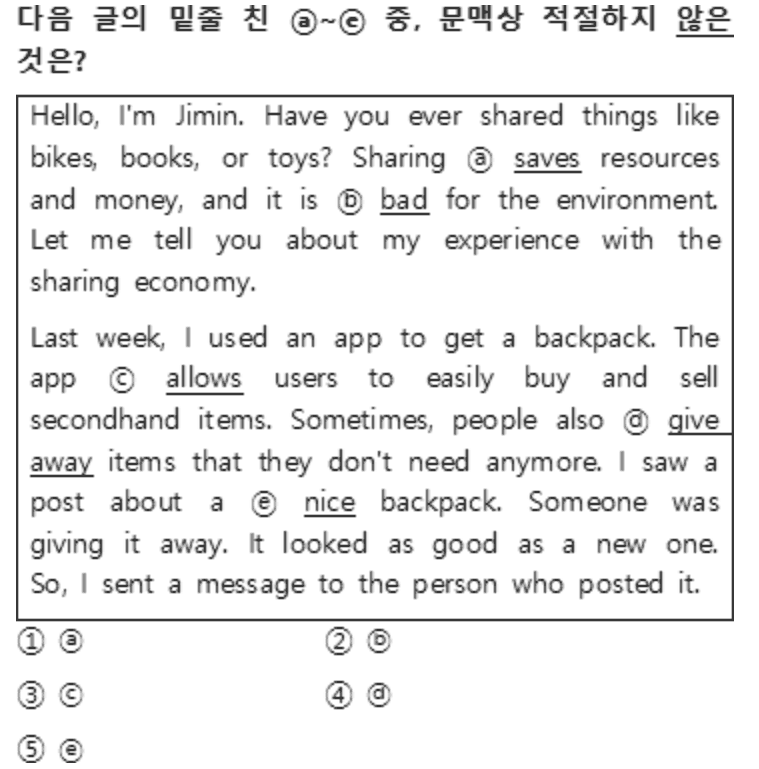 다음 글의 밑줄 친 ⓐ~ⓔ 중, 문맥상 적절하지 않은
것은?
Hello, I'm Jimin. Have you ever shared things like
bikes, books, or toys? Sharing ⓐ saves resources
and money, and it is ⓑ bad for the environment.
Let me tell you about my experience with the
sharing economy.
Last week, I used an app to get a backpack. The
app ⓒ allows users to easily buy and sell
secondhand items. Sometimes, people also ⓓ give
away items that they don't need anymore. I saw a
post about a ⓔ nice backpack. Someone was
giving it away. It looked as good as a new one.
So, I sent a message to the person who posted it.
① ⓐ ② ⓑ
③ ⓒ ④ ⓓ
⑤ ⓔ